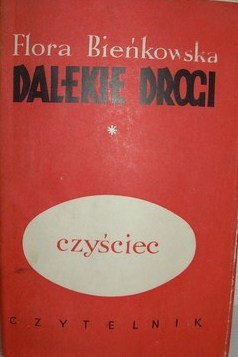 Flora Bieńkowska
DALEKIE DROGI
*
czyściec
CZYTELNIK